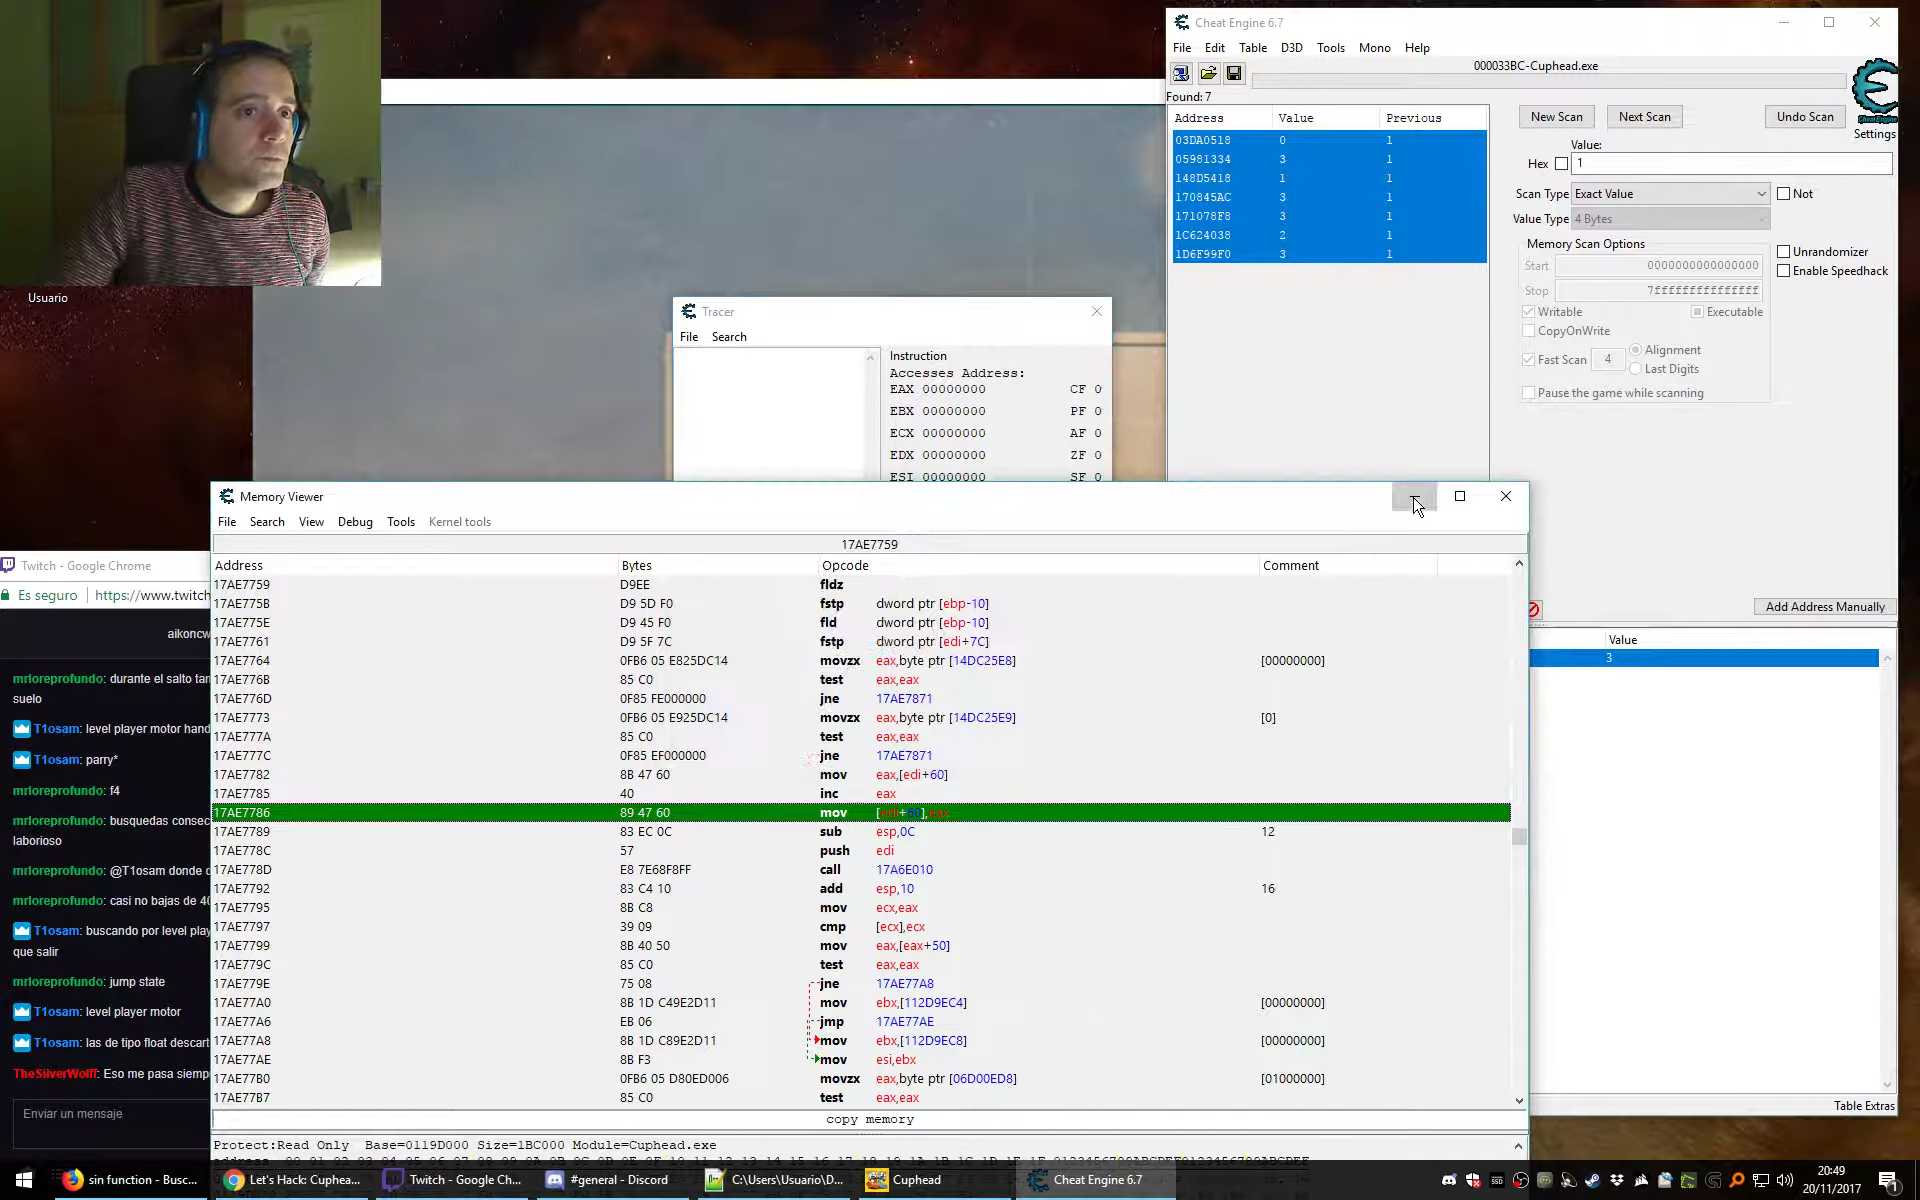 Usuario
Cheat Engine 6.7
File Edit Table D3D Tools Mono Help
000033BC-Cuphead.exe
Found: 7
Address Value Previous
03DA0518 0 1
05981334 3 1
148D5418 1 1
170845AC 3 1
171078F8 3 1
1C624038 2 1
1D6F99F0 3 1
New Scan Next Scan Undo Scan
Settings
Value:
Hex 1
Scan Type Exact Value Not
Value Type 4 Bytes
Memory Scan Options
Start 0000000000000000
Stop 7fffffffffffffff
Writable Executable
CopyOnWrite
Fast Scan 4 Alignment
Last Digits
Pause the game while scanning
Unrandomizer
Enable Speedhack
Add Address Manually
Value
3
Table Extras
Tracer
File Search
Instruction
Accesses Address:
EAX 00000000 CF 0
EBX 00000000 PF 0
ECX 00000000 AF 0
EDX 00000000 ZF 0
ESI 00000000 SF 0
Memory Viewer
File Search View Debug Tools Kernel tools
17AE7759
Address Bytes Opcode Comment
17AE7759 D9EE fldz
17AE775B D9 5D F0 fstp dword ptr [ebp-10]
17AE775E D9 45 F0 fld dword ptr [ebp-10]
17AE7761 D9 5F 7C fstp dword ptr [edi+7C]
17AE7764 0FB6 05 E825DC14 movzx eax,byte ptr [14DC25E8] [00000000]
17AE776B 85 C0 test eax,eax
17AE776D 0F85 FE000000 jne 17AE7871
17AE7773 0FB6 05 E925DC14 movzx eax,byte ptr [14DC25E9] [0]
17AE777A 85 C0 test eax,eax
17AE777C 0F85 EF000000 jne 17AE7871
17AE7782 8B 47 60 mov eax,[edi+60]
17AE7785 40 inc eax
17AE7786 89 47 60 mov [edi+60],eax
17AE7789 83 EC 0C sub esp,0C 12
17AE778C 57 push edi
17AE778D E8 7E68F8FF call 17A6E010
17AE7792 83 C4 10 add esp,10 16
17AE7795 8B C8 mov ecx,eax
17AE7797 39 09 cmp [ecx],ecx
17AE7799 8B 40 50 mov eax,[eax+50]
17AE779C 85 C0 test eax,eax
17AE779E 75 08 jne 17AE77A8
17AE77A0 8B 1D C49E2D11 mov ebx,[112D9EC4] [00000000]
17AE77A6 EB 06 jmp 17AE77AE
17AE77A8 8B 1D C89E2D11 mov ebx,[112D9EC8] [00000000]
17AE77AE 8B F3 mov esi,ebx
17AE77B0 0FB6 05 D80ED006 movzx eax,byte ptr [06D00ED8] [01000000]
17AE77B7 85 C0 test eax,eax
copy memory
Protect:Read Only Base=0119D000 Size=1BC000 Module=Cuphead.exe
Twitch - Google Chrome
Es seguro https://www.twitch
aikoncw
mrloreprofundo: durante el salto tan
suelo
T1osam: level player motor hand
T1osam: parry*
mrloreprofundo: f4
mrloreprofundo: busquedas consec
laborioso
mrloreprofundo: @T1osam donde d
mrloreprofundo: casi no bajas de 40
T1osam: buscando por level play
que salir
mrloreprofundo: jump state
T1osam: level player motor
T1osam: las de tipo float descart
TheSilverWolff: Eso me pasa siemp
Enviar un mensaje
sin function - Busc...
Let's Hack: Cuphea...
Twitch - Google Ch...
#general - Discord
C:\Users\Usuario\D...
Cuphead
Cheat Engine 6.7
20:49
20/11/2017